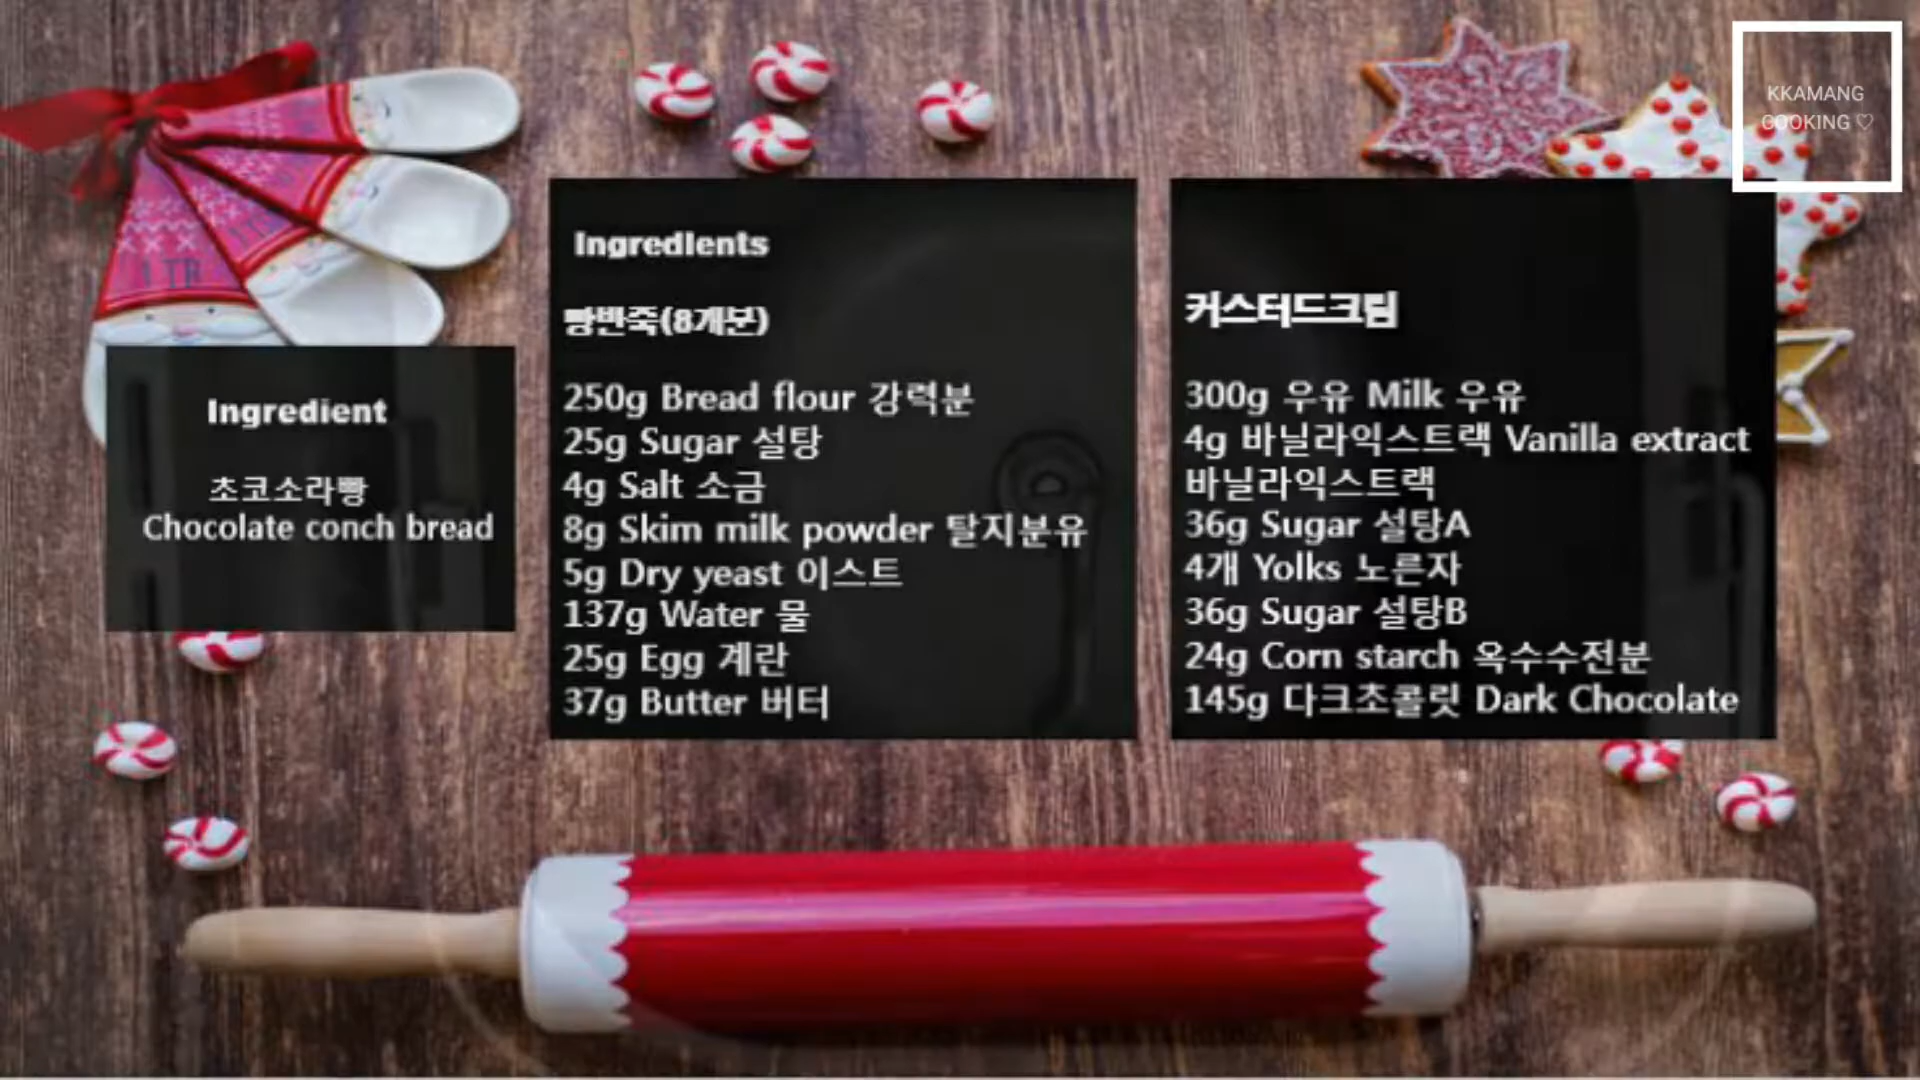 KKAMANG
COOKING ♡
Ingredient
초코소라빵
Chocolate conch bread
Ingredients
빵반죽(8개분)
250g Bread flour 강력분
25g Sugar 설탕
4g Salt 소금
8g Skim milk powder 탈지분유
5g Dry yeast 이스트
137g Water 물
25g Egg 계란
37g Butter 버터
커스터드크림
300g 우유 Milk 우유
4g 바닐라익스트랙 Vanilla extract
바닐라익스트랙
36g Sugar 설탕A
4개 Yolks 노른자
36g Sugar 설탕B
24g Corn starch 옥수수전분
145g 다크초콜릿 Dark Chocolate